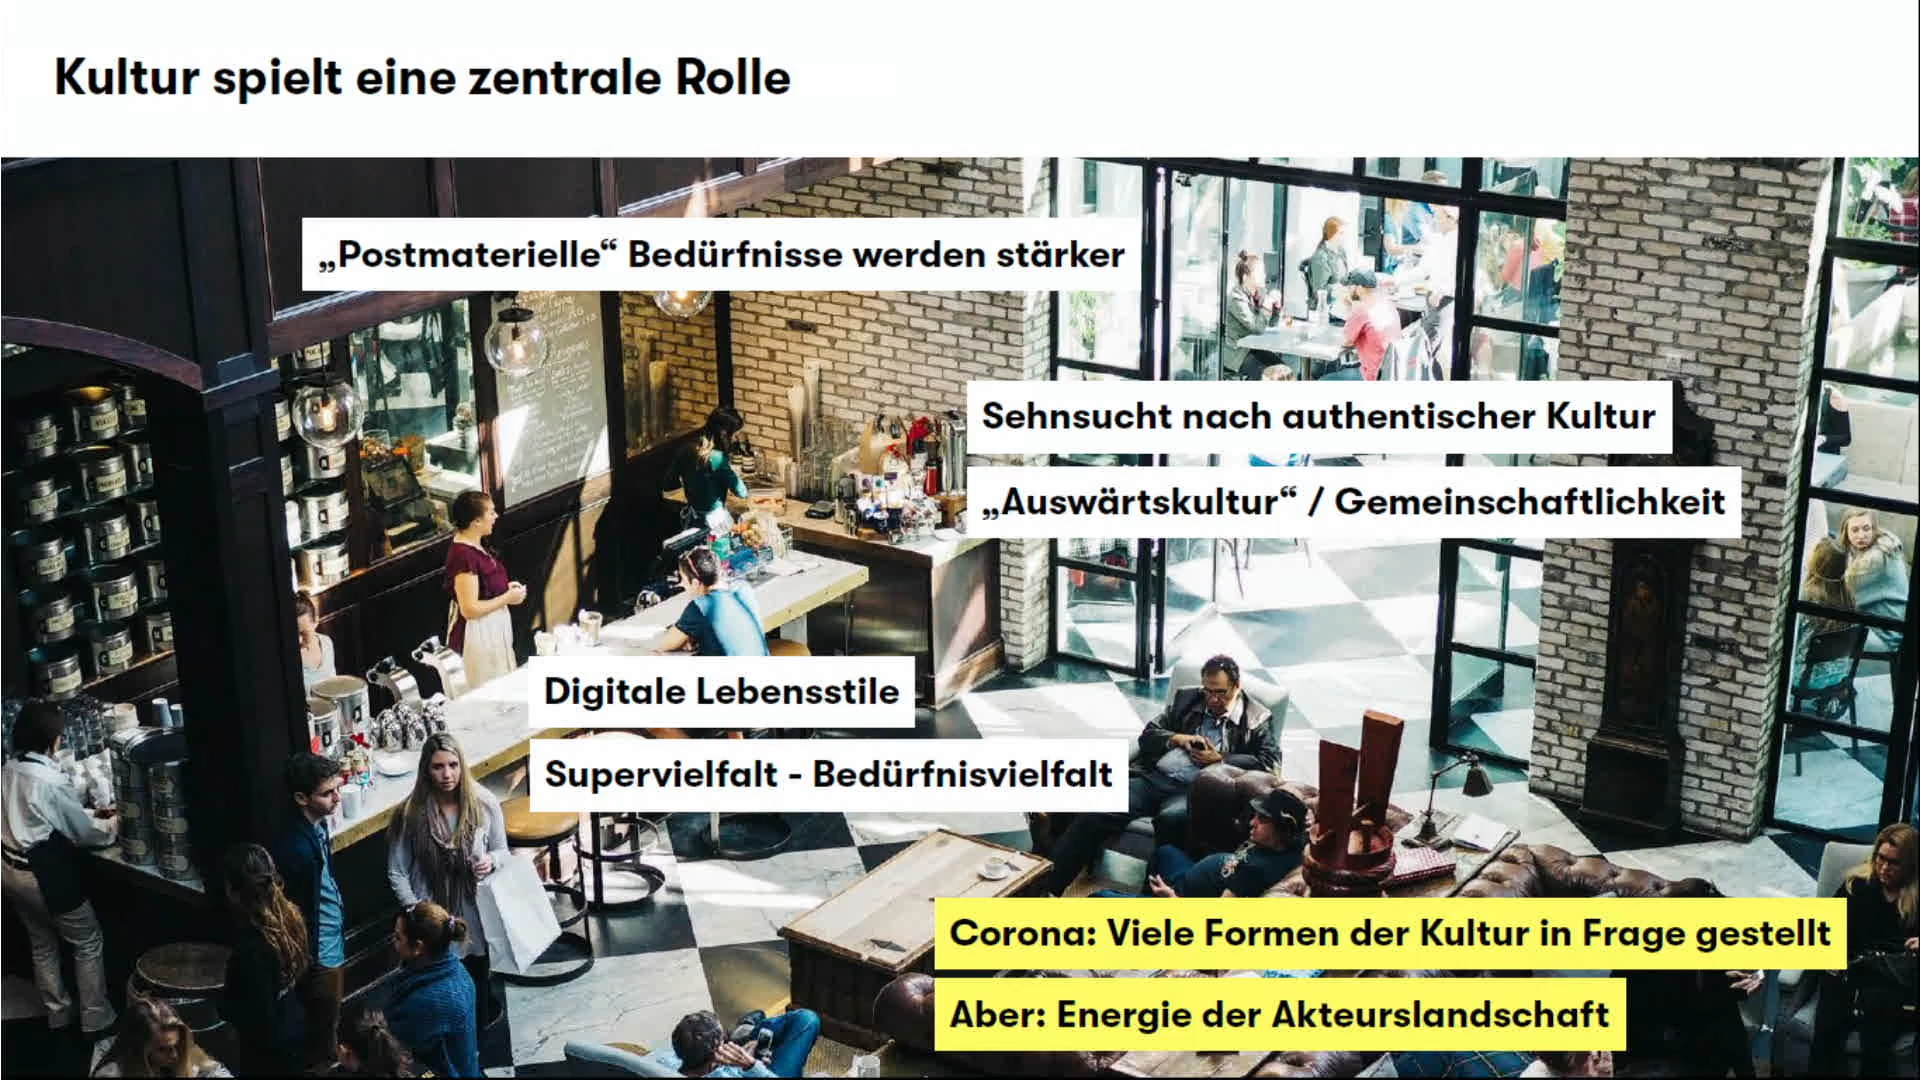 Kultur spielt eine zentrale Rolle
„Postmaterielle“ Bedürfnisse werden stärker
Sehnsucht nach authentischer Kultur
„Auswärtskultur“ / Gemeinschaftlichkeit
Digitale Lebensstile
Supervielfalt - Bedürfnisvielfalt
Corona: Viele Formen der Kultur in Frage gestellt
Aber: Energie der Akteurslandschaft